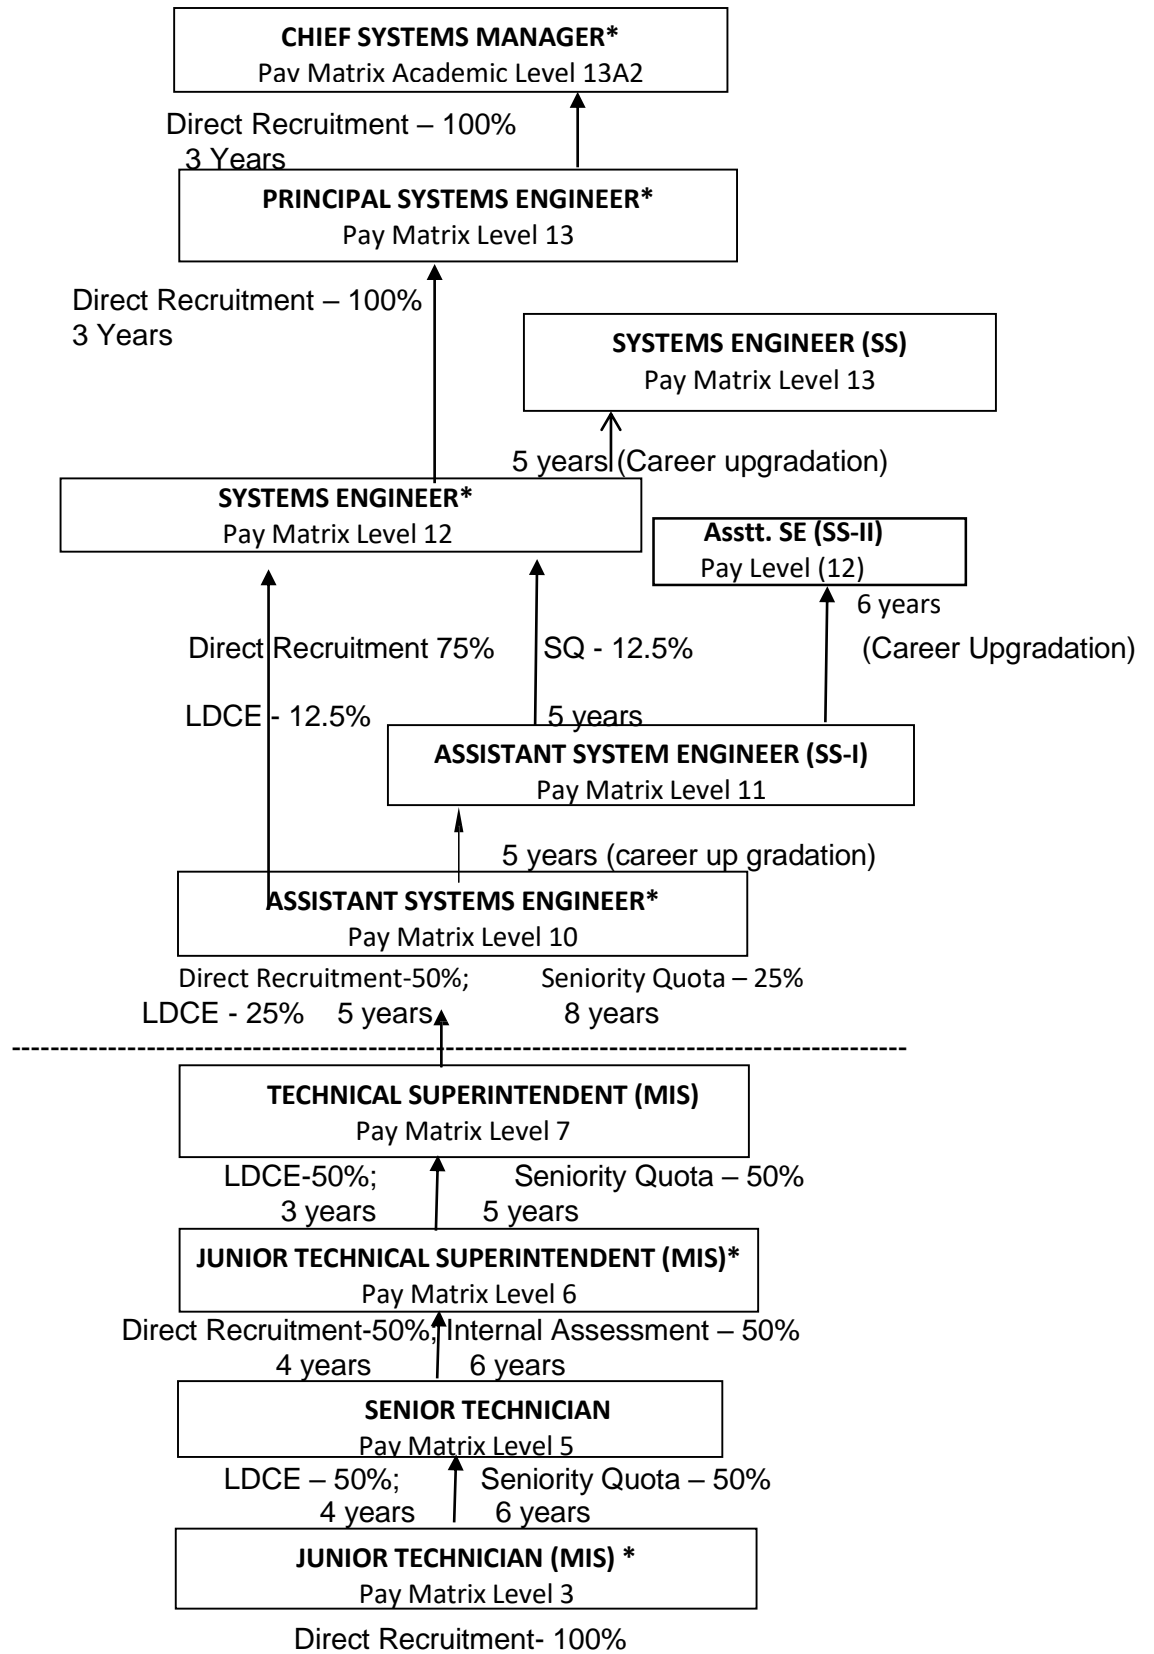 CHIEF SYSTEMS MANAGER*
Pav Matrix Academic Level 13A2
Direct Recruitment – 100%
3 Years
PRINCIPAL SYSTEMS ENGINEER*
Pay Matrix Level 13
Direct Recruitment – 100%
3 Years
SYSTEMS ENGINEER (SS)
Pay Matrix Level 13
5 years (Career upgradation)
SYSTEMS ENGINEER*
Pay Matrix Level 12
Asstt. SE (SS-II)
Pay Level (12)
6 years
Direct Recruitment 75% SQ - 12.5% (Career Upgradation)
LDCE - 12.5% 5 years
ASSISTANT SYSTEM ENGINEER (SS-I)
Pay Matrix Level 11
5 years (career up gradation)
ASSISTANT SYSTEMS ENGINEER*
Pay Matrix Level 10
Direct Recruitment-50%; Seniority Quota – 25%
LDCE - 25% 5 years 8 years
TECHNICAL SUPERINTENDENT (MIS)
Pay Matrix Level 7
LDCE-50%; Seniority Quota – 50%
3 years 5 years
JUNIOR TECHNICAL SUPERINTENDENT (MIS)*
Pay Matrix Level 6
Direct Recruitment-50%; Internal Assessment – 50%
4 years 6 years
SENIOR TECHNICIAN
Pay Matrix Level 5
LDCE – 50%; Seniority Quota – 50%
4 years 6 years
JUNIOR TECHNICIAN (MIS) *
Pay Matrix Level 3
Direct Recruitment- 100%